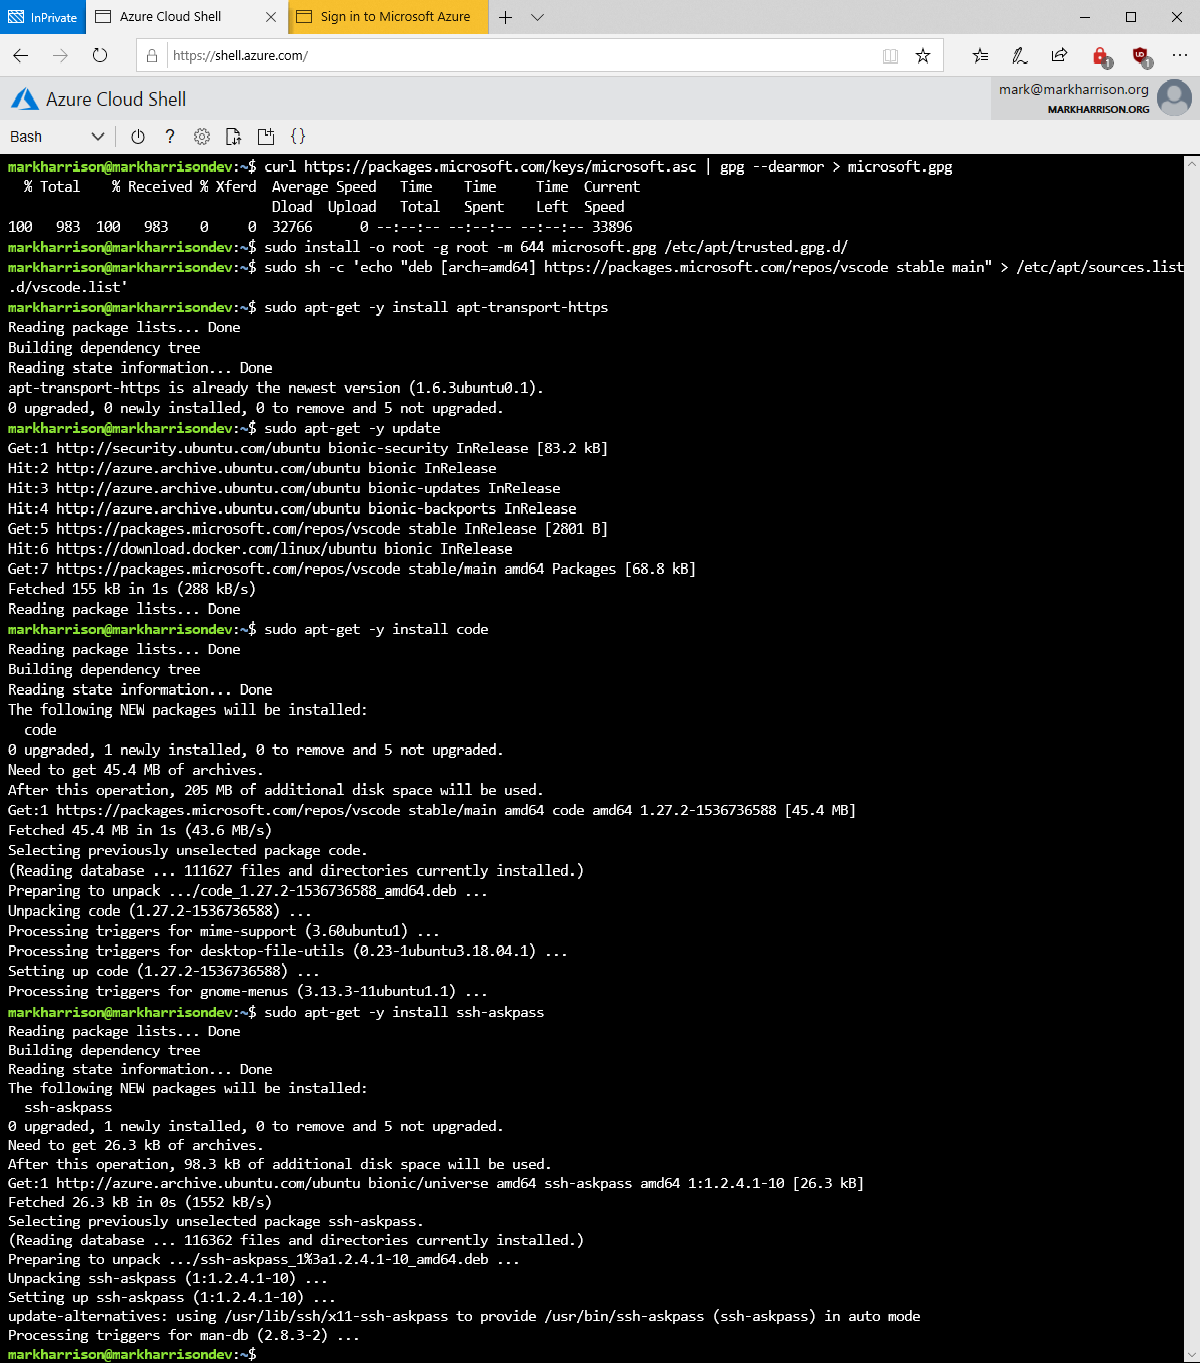 InPrivate
Azure Cloud Shell
Sign in to Microsoft Azure
https://shell.azure.com/
1
UD
1
Azure Cloud Shell
mark@markharrison.org
MARKHARRISON.ORG
Bash
?
{}
markharrison@markharrisondev:~$ curl https://packages.microsoft.com/keys/microsoft.asc | gpg --dearmor > microsoft.gpg
  % Total    % Received % Xferd  Average Speed   Time    Time     Time  Current
                                 Dload  Upload   Total   Spent    Left  Speed
100   983  100   983    0     0  32766      0 --:--:-- --:--:-- --:--:-- 33896
markharrison@markharrisondev:~$ sudo install -o root -g root -m 644 microsoft.gpg /etc/apt/trusted.gpg.d/
markharrison@markharrisondev:~$ sudo sh -c 'echo "deb [arch=amd64] https://packages.microsoft.com/repos/vscode stable main" > /etc/apt/sources.list
.d/vscode.list'
markharrison@markharrisondev:~$ sudo apt-get -y install apt-transport-https
Reading package lists... Done
Building dependency tree
Reading state information... Done
apt-transport-https is already the newest version (1.6.3ubuntu0.1).
0 upgraded, 0 newly installed, 0 to remove and 5 not upgraded.
markharrison@markharrisondev:~$ sudo apt-get -y update
Get:1 http://security.ubuntu.com/ubuntu bionic-security InRelease [83.2 kB]
Hit:2 http://azure.archive.ubuntu.com/ubuntu bionic InRelease
Hit:3 http://azure.archive.ubuntu.com/ubuntu bionic-updates InRelease
Hit:4 http://azure.archive.ubuntu.com/ubuntu bionic-backports InRelease
Get:5 https://packages.microsoft.com/repos/vscode stable InRelease [2801 B]
Hit:6 https://download.docker.com/linux/ubuntu bionic InRelease
Get:7 https://packages.microsoft.com/repos/vscode stable/main amd64 Packages [68.8 kB]
Fetched 155 kB in 1s (288 kB/s)
Reading package lists... Done
markharrison@markharrisondev:~$ sudo apt-get -y install code
Reading package lists... Done
Building dependency tree
Reading state information... Done
The following NEW packages will be installed:
  code
0 upgraded, 1 newly installed, 0 to remove and 5 not upgraded.
Need to get 45.4 MB of archives.
After this operation, 205 MB of additional disk space will be used.
Get:1 https://packages.microsoft.com/repos/vscode stable/main amd64 code amd64 1.27.2-1536736588 [45.4 MB]
Fetched 45.4 MB in 1s (43.6 MB/s)
Selecting previously unselected package code.
(Reading database ... 111627 files and directories currently installed.)
Preparing to unpack .../code_1.27.2-1536736588_amd64.deb ...
Unpacking code (1.27.2-1536736588) ...
Processing triggers for mime-support (3.60ubuntu1) ...
Processing triggers for desktop-file-utils (0.23-1ubuntu3.18.04.1) ...
Setting up code (1.27.2-1536736588) ...
Processing triggers for gnome-menus (3.13.3-11ubuntu1.1) ...
markharrison@markharrisondev:~$ sudo apt-get -y install ssh-askpass
Reading package lists... Done
Building dependency tree
Reading state information... Done
The following NEW packages will be installed:
  ssh-askpass
0 upgraded, 1 newly installed, 0 to remove and 5 not upgraded.
Need to get 26.3 kB of archives.
After this operation, 98.3 kB of additional disk space will be used.
Get:1 http://azure.archive.ubuntu.com/ubuntu bionic/universe amd64 ssh-askpass amd64 1:1.2.4.1-10 [26.3 kB]
Fetched 26.3 kB in 0s (1552 kB/s)
Selecting previously unselected package ssh-askpass.
(Reading database ... 116362 files and directories currently installed.)
Preparing to unpack .../ssh-askpass_1%3a1.2.4.1-10_amd64.deb ...
Unpacking ssh-askpass (1:1.2.4.1-10) ...
Setting up ssh-askpass (1:1.2.4.1-10) ...
update-alternatives: using /usr/lib/ssh/x11-ssh-askpass to provide /usr/bin/ssh-askpass (ssh-askpass) in auto mode
Processing triggers for man-db (2.8.3-2) ...
markharrison@markharrisondev:~$